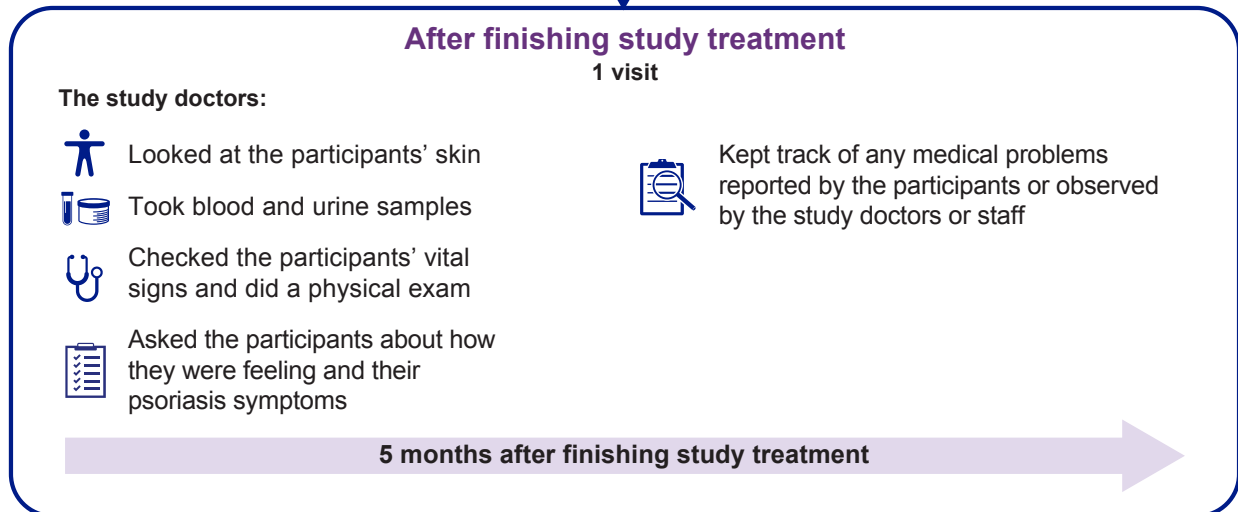 After finishing study treatment
1 visit
The study doctors:
Looked at the participants’ skin
Took blood and urine samples
Checked the participants’ vital
signs and did a physical exam
Asked the participants about how
they were feeling and their
psoriasis symptoms
Kept track of any medical problems
reported by the participants or observed
by the study doctors or staff
5 months after finishing study treatment